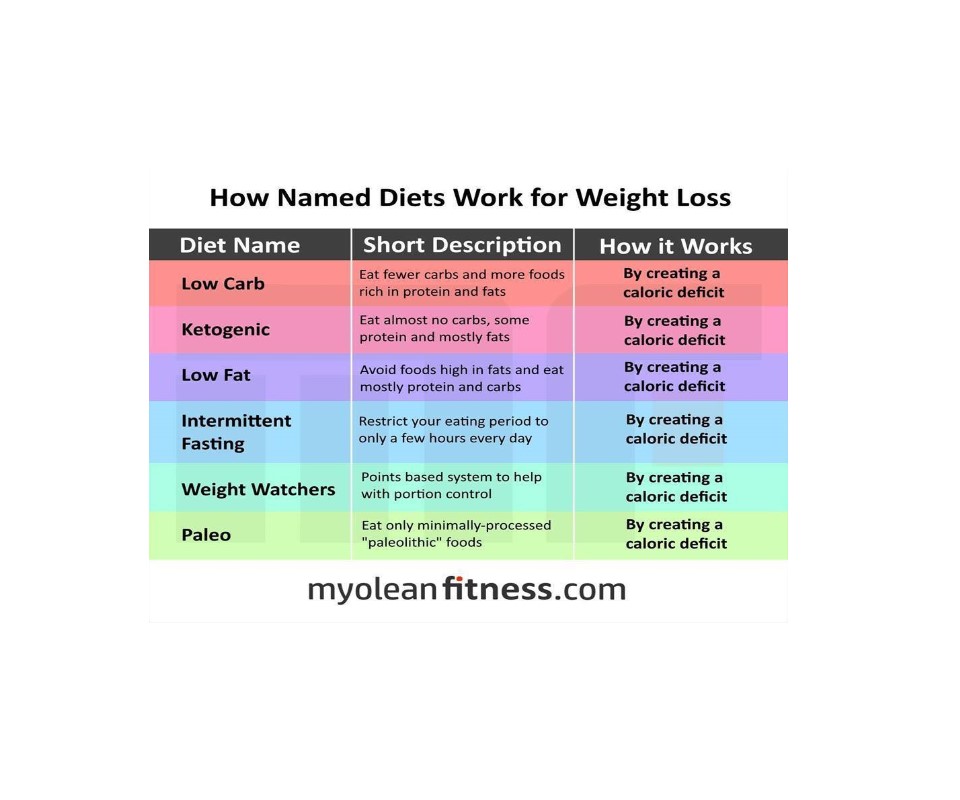 How Named Diets Work for Weight Loss
Diet Name
Short Description
How it Works
Low Carb
Eat fewer carbs and more foods
rich in protein and fats
By creating a
caloric deficit
Ketogenic
Eat almost no carbs, some
protein and mostly fats
By creating a
caloric deficit
Low Fat
Avoid foods high in fats and eat
mostly protein and carbs
By creating a
caloric deficit
Intermittent
Fasting
Restrict your eating period to
only a few hours every day
By creating a
caloric deficit
Weight Watchers
Points based system to help
with portion control
By creating a
caloric deficit
Paleo
Eat only minimally-processed
"paleolithic" foods
By creating a
caloric deficit
myoleanfitness.com